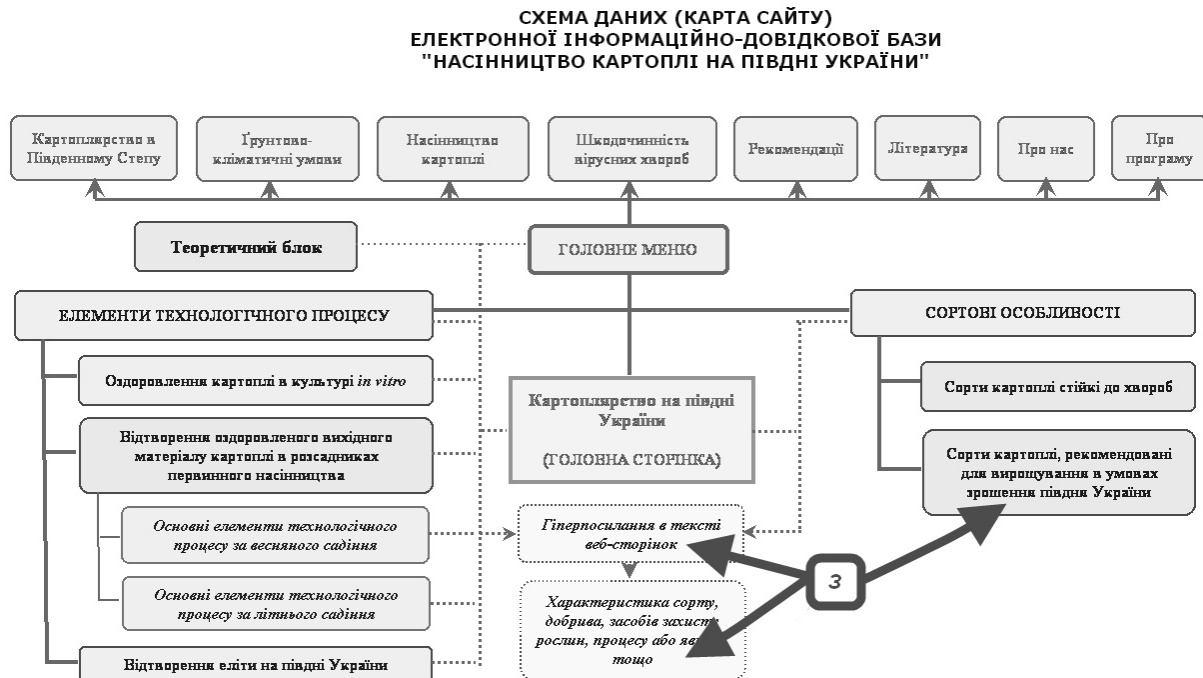 СХЕМА ДАНИХ (КАРТА САЙТУ)
ЕЛЕКТРОННОЇ ІНФОРМАЦІЙНО-ДОВІДКОВОЇ БАЗИ
"НАСІННИЦТВО КАРТОПЛІ НА ПІВДНІ УКРАЇНИ"
Картоплярство в
Південному Степу
Ґрунтово-
кліматичні умови
Насінництво
картоплі
Шкодочинність
вірусних хвороб
Рекомендації
Література
Про нас
Про
програму
Теоретичний блок
ГОЛОВНЕ МЕНЮ
ЕЛЕМЕНТИ ТЕХНОЛОГІЧНОГО ПРОЦЕСУ
СОРТОВІ ОСОБЛИВОСТІ
Оздоровлення картоплі в культурі in vitro
Відтворення оздоровленого вихідного
матеріалу картоплі в розсадниках
первинного насінництва
Основні елементи технологічного
процесу за весняного садіння
Основні елементи технологічного
процесу за літнього садіння
Відтворення еліти на півдні України
Картоплярство на півдні
України
(ГОЛОВНА СТОРІНКА)
Гіперпосилання в тексті
веб-сторінок
Характеристика сорту,
добрива, засобів захисту
рослин, процесу або
тощо
Сорти картоплі стійкі до хвороб
Сорти картоплі, рекомендовані
для вирощування в умовах
зрошення півдня України
3